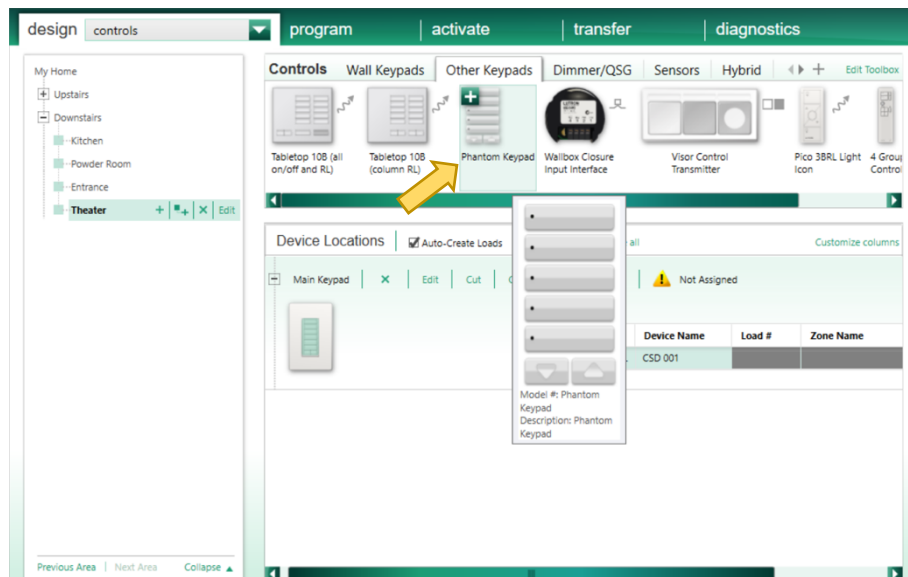 design controls program activate transfer diagnostics
My Home
Upstairs
Downstairs
Kitchen
Powder Room
Entrance
Theater + × Edit
Previous Area | Next Area Collapse
Controls Wall Keypads Other Keypads Dimmer/QSG Sensors Hybrid + Edit Toolbox
Tabletop 10B (all
on/off and RL)
Tabletop 10B
(column RL)
Phantom Keypad
Wallbox Closure
Input Interface
Visor Control
Transmitter
Pico 3BRL Light
Icon
4 Group
Control
Device Locations Auto-Create Loads all Customize columns
Main Keypad × Edit Cut Not Assigned
Device Name Load # Zone Name
CSD 001
Model #: Phantom
Keypad
Description: Phantom
Keypad